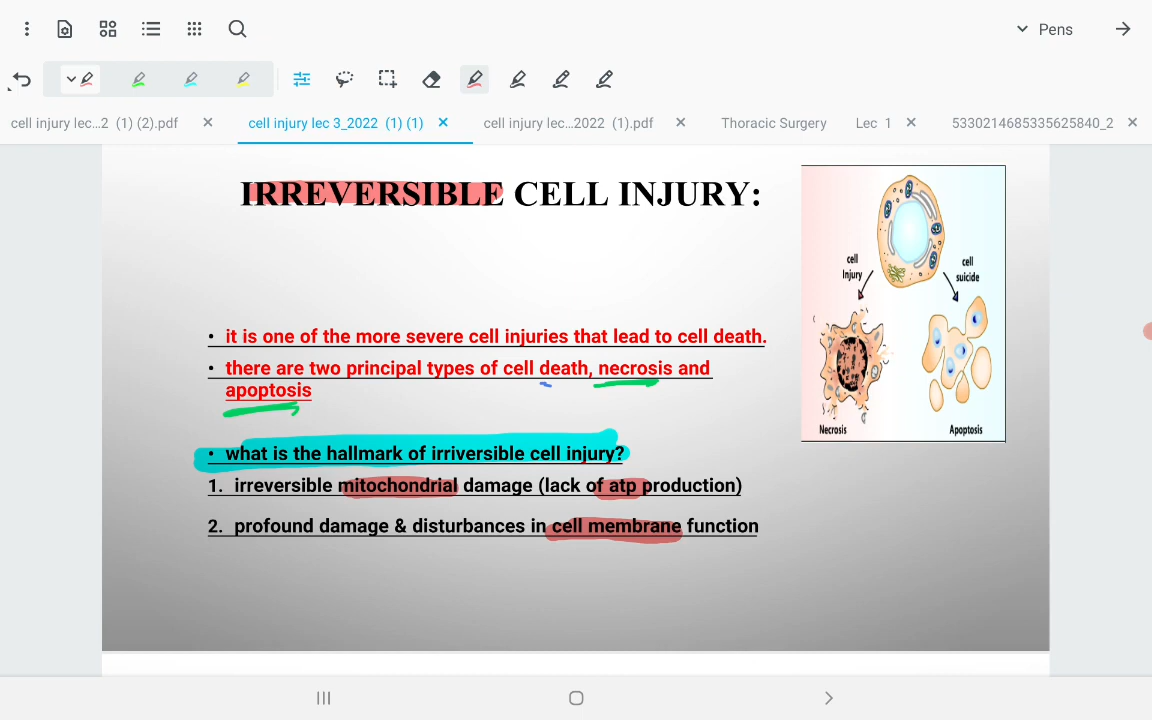 Pens
cell injury lec...2 (1) (2).pdf
cell injury lec 3_2022 (1) (1)
cell injury lec...2022 (1).pdf
Thoracic Surgery Lec 1
5330214685335625840_2
IRREVERSIBLE CELL INJURY:
• it is one of the more severe cell injuries that lead to cell death.
• there are two principal types of cell death, necrosis and
apoptosis
• what is the hallmark of irriversible cell injury?
1. irreversible mitochondrial damage (lack of atp production)
2. profound damage & disturbances in cell membrane function
cell
Injury
cell
suicide
Necrosis
Apoptosis